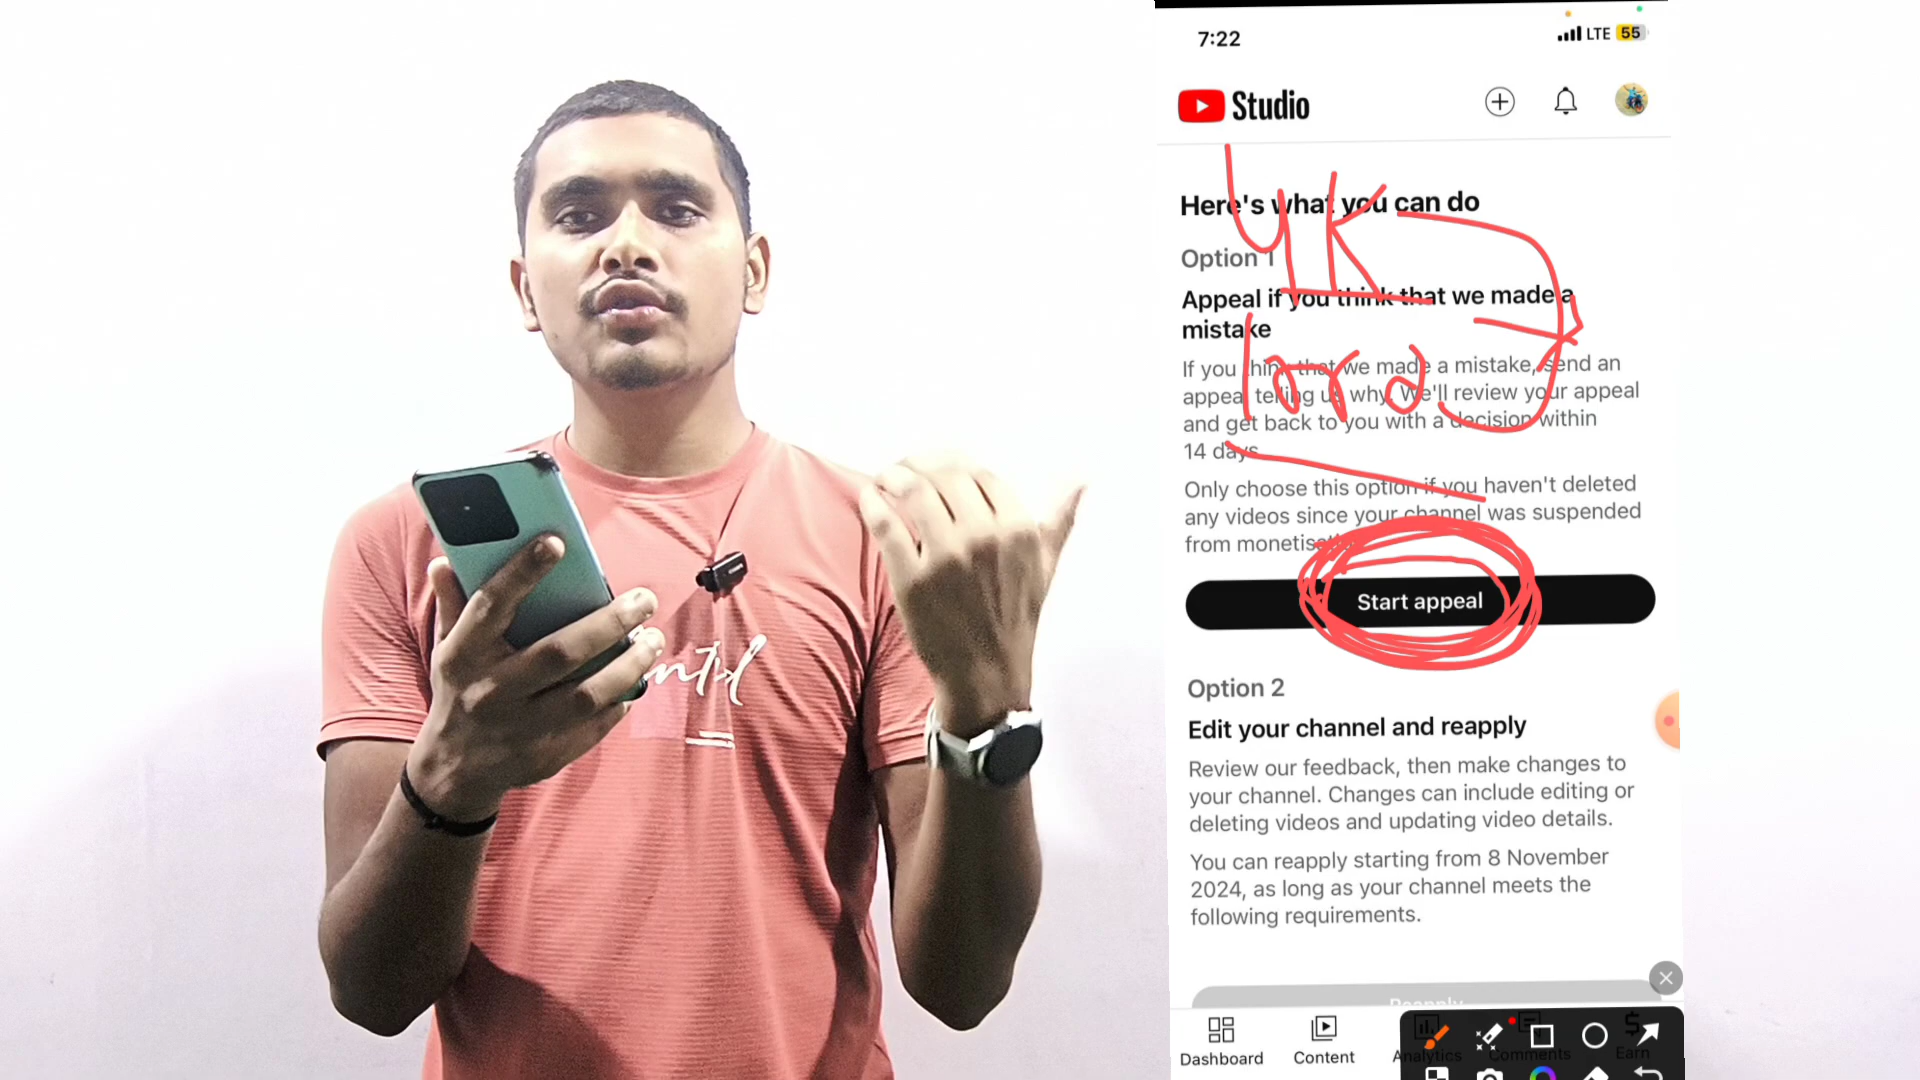 7:22
LTE 55
Studio
Here's what you can do
Option 1
Appeal if you think that we made a
mistake
If you think that we made a mistake, send an
appeal telling us why. We'll review your appeal
and get back to you with a decision within
14 days
Only choose this option if you haven't deleted
any videos since your channel was suspended
from monetisation
Start appeal
Option 2
Edit your channel and reapply
Review our feedback, then make changes to
your channel. Changes can include editing or
deleting videos and updating video details.
You can reapply starting from 8 November
2024, as long as your channel meets the
following requirements.
Reapply
Dashboard
Content
Analytics
Comments
Earn